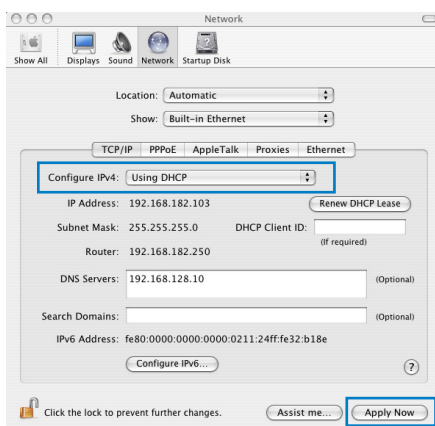 Network
Show All Displays Sound Network Startup Disk
Location: Automatic
Show: Built-in Ethernet
TCP/IP PPPoE AppleTalk Proxies Ethernet
Configure IPv4: Using DHCP
IP Address: 192.168.182.103 Renew DHCP Lease
Subnet Mask: 255.255.255.0 DHCP Client ID:
(If required)
Router: 192.168.182.250
DNS Servers: 192.168.128.10 (Optional)
Search Domains: (Optional)
IPv6 Address: fe80:0000:0000:0000:0211:24ff:fe32:b18e
Configure IPv6... ?
Click the lock to prevent further changes. Assist me... Apply Now